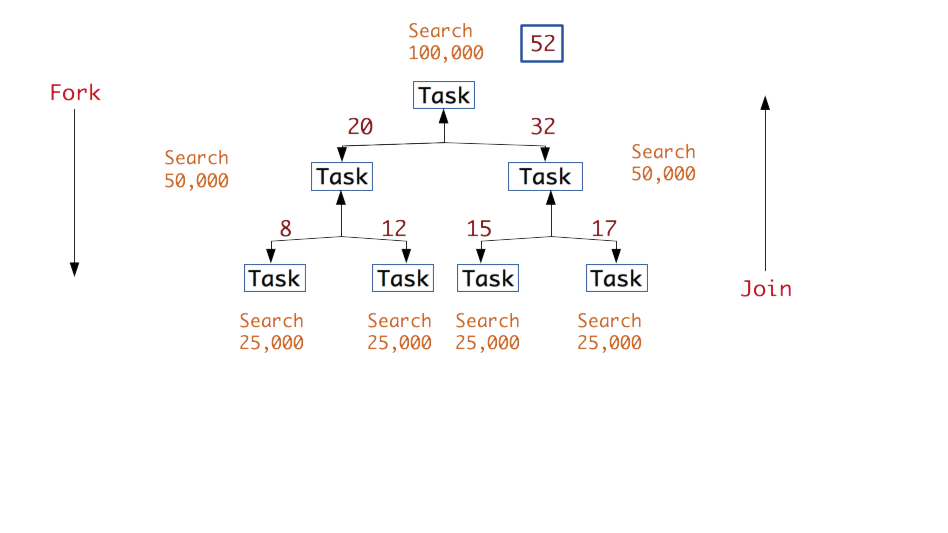 Search
100,000
52
Fork
Task
20
32
Search
50,000
Task
Task
Search
50,000
8
12
15
17
Task
Task
Task
Task
Join
Search
25,000
Search
25,000
Search
25,000
Search
25,000